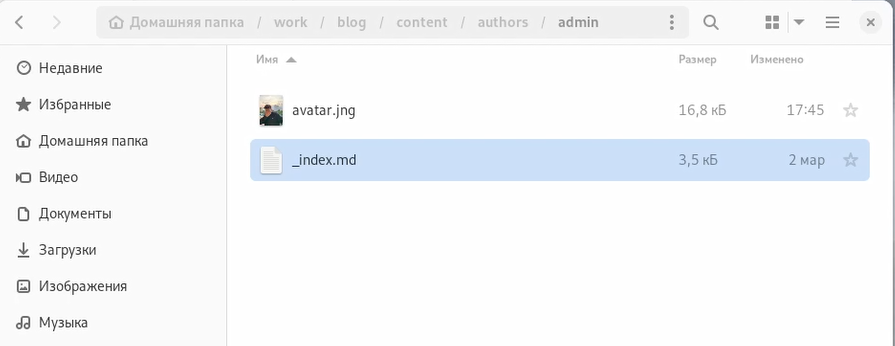 Домашняя папка / work / blog / content / authors / admin
Имя Размер Изменено
Недавние
Избранные
Домашняя папка
Видео
Документы
Загрузки
Изображения
Музыка
avatar.jng 16,8 кБ 17:45
_index.md 3,5 кБ 2 мар